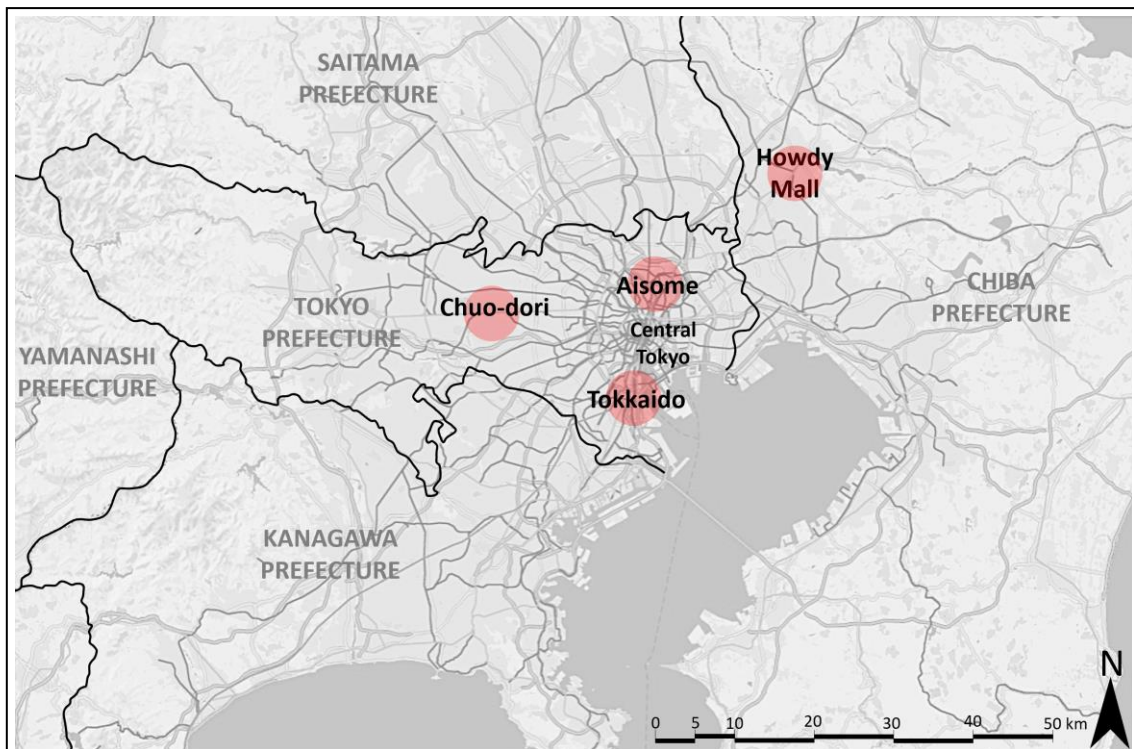 SAITAMA
PREFECTURE
Howdy
Mall
Aisome
CHIBA
PREFECTURE
Chuo-dori
TOKYO
PREFECTURE
Central
Tokyo
YAMANASHI
PREFECTURE
Tokkaido
KANAGAWA
PREFECTURE
N
0 5 10 20 30 40 50 km